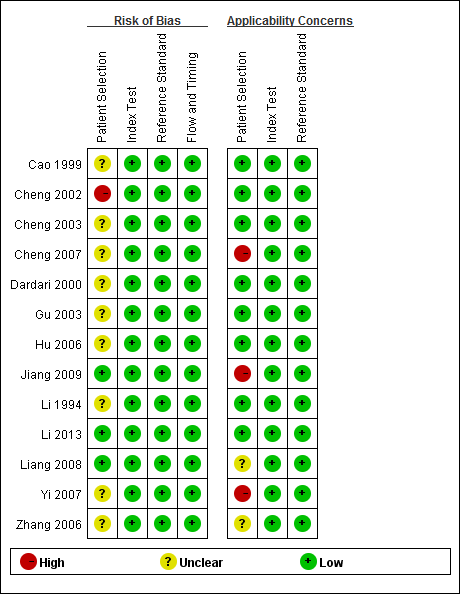 Risk of Bias Applicability Concerns
Patient Selection Index Test Reference Standard Flow and Timing Patient Selection Index Test Reference Standard
Cao 1999 ? + + + + + +
Cheng 2002 – + + + + + +
Cheng 2003 ? + + + + + +
Cheng 2007 ? + + + – + +
Dardari 2000 ? + + + + + +
Gu 2003 ? + + + + + +
Hu 2006 ? + + + + + +
Jiang 2009 + + + + – + +
Li 1994 ? + + + + + +
Li 2013 + + + + + + +
Liang 2008 + + + + ? + +
Yi 2007 ? + + + – + +
Zhang 2006 ? + + + ? + +
– High ? Unclear + Low